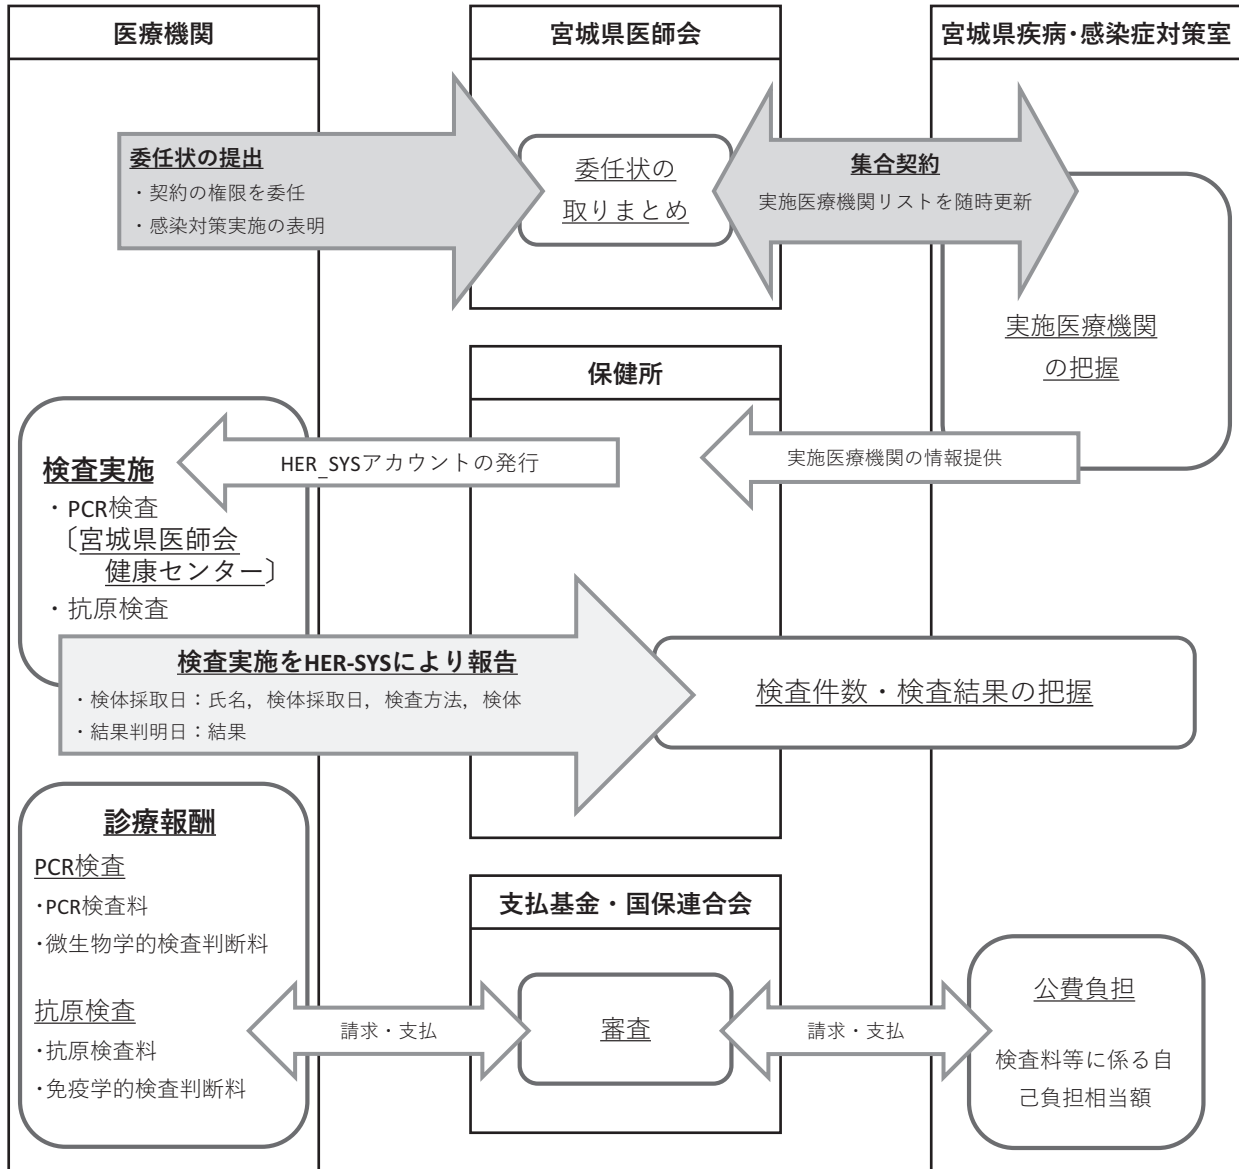 医療機関
宮城県医師会
宮城県疾病・感染症対策室
委任状の提出
・契約の権限を委任
・感染対策実施の表明
委任状の
取りまとめ
集合契約
実施医療機関リストを随時更新
実施医療機関
の把握
保健所
実施医療機関の情報提供
HER_SYSアカウントの発行
検査実施
・PCR検査
〔宮城県医師会
健康センター〕
・抗原検査
検査実施をHER-SYSにより報告
・検体採取日：氏名，検体採取日，検査方法，検体
・結果判明日：結果
検査件数・検査結果の把握
診療報酬
PCR検査
・PCR検査料
・微生物学的検査判断料
抗原検査
・抗原検査料
・免疫学的検査判断料
請求・支払
支払基金・国保連合会
審査
請求・支払
公費負担
検査料等に係る自
己負担相当額